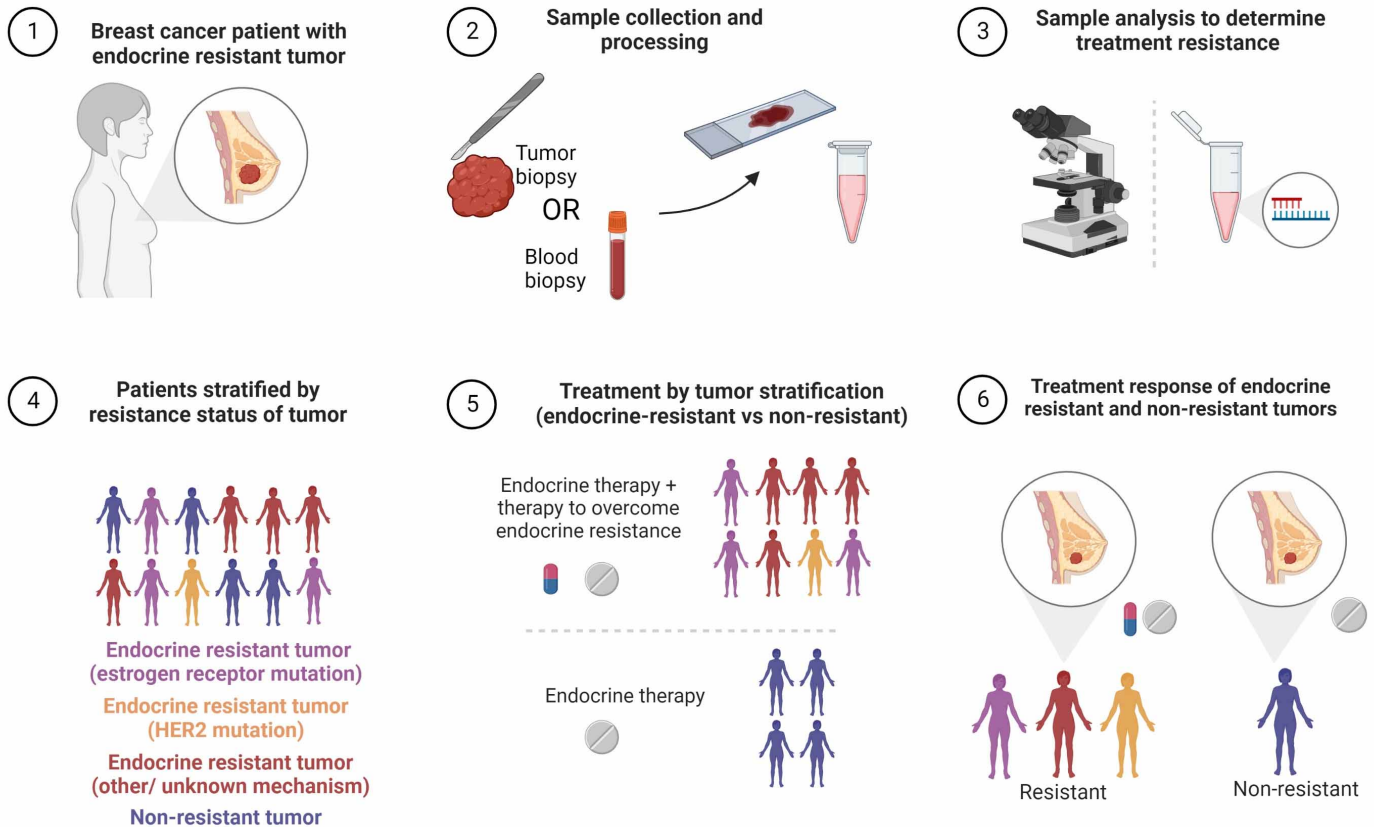 1
Breast cancer patient with
endocrine resistant tumor
2
Sample collection and
processing
Tumor
biopsy
OR
Blood
biopsy
3
Sample analysis to determine
treatment resistance
4
Patients stratified by
resistance status of tumor
Endocrine resistant tumor
(estrogen receptor mutation)
Endocrine resistant tumor
(HER2 mutation)
Endocrine resistant tumor
(other/ unknown mechanism)
Non-resistant tumor
5
Treatment by tumor stratification
(endocrine-resistant vs non-resistant)
Endocrine therapy +
therapy to overcome
endocrine resistance
Endocrine therapy
6
Treatment response of endocrine
resistant and non-resistant tumors
Resistant
Non-resistant